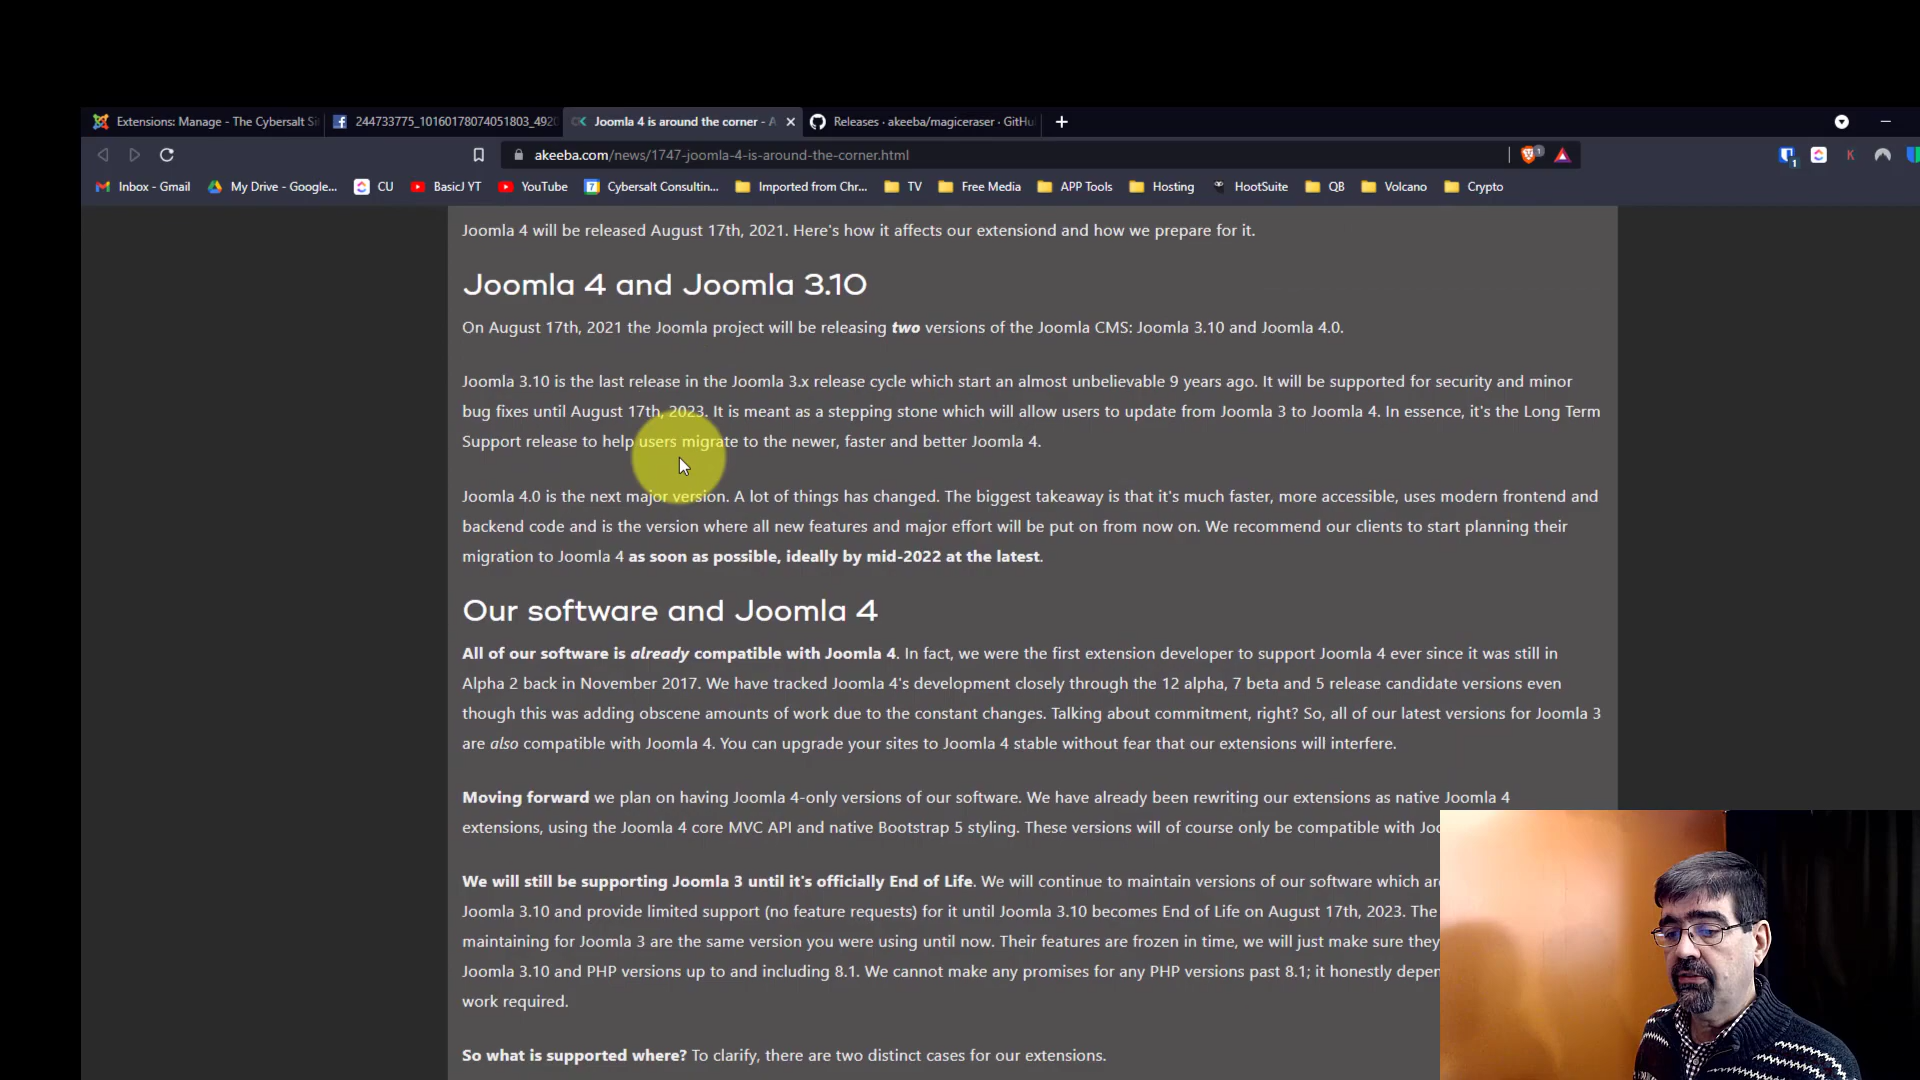 Extensions: Manage - The Cybersalt Si
244733775_10160178074051803_4920
Joomla 4 is around the corner - A
Releases · akeeba/magiceraser · GitHu
akeeba.com/news/1747-joomla-4-is-around-the-corner.html
1
1
K
Inbox - Gmail
My Drive - Google...
CU
BasicJ YT
YouTube
7
Cybersalt Consultin...
Imported from Chr...
TV
Free Media
APP Tools
Hosting
HootSuite
QB
Volcano
Crypto
Joomla 4 will be released August 17th, 2021. Here's how it affects our extensiond and how we prepare for it.
Joomla 4 and Joomla 3.10
On August 17th, 2021 the Joomla project will be releasing two versions of the Joomla CMS: Joomla 3.10 and Joomla 4.0.
Joomla 3.10 is the last release in the Joomla 3.x release cycle which start an almost unbelievable 9 years ago. It will be supported for security and minor
bug fixes until August 17th, 2023. It is meant as a stepping stone which will allow users to update from Joomla 3 to Joomla 4. In essence, it's the Long Term
Support release to help users migrate to the newer, faster and better Joomla 4.
Joomla 4.0 is the next major version. A lot of things has changed. The biggest takeaway is that it's much faster, more accessible, uses modern frontend and
backend code and is the version where all new features and major effort will be put on from now on. We recommend our clients to start planning their
migration to Joomla 4 as soon as possible, ideally by mid-2022 at the latest.
Our software and Joomla 4
All of our software is already compatible with Joomla 4. In fact, we were the first extension developer to support Joomla 4 ever since it was still in
Alpha 2 back in November 2017. We have tracked Joomla 4's development closely through the 12 alpha, 7 beta and 5 release candidate versions even
though this was adding obscene amounts of work due to the constant changes. Talking about commitment, right? So, all of our latest versions for Joomla 3
are also compatible with Joomla 4. You can upgrade your sites to Joomla 4 stable without fear that our extensions will interfere.
Moving forward we plan on having Joomla 4-only versions of our software. We have already been rewriting our extensions as native Joomla 4
extensions, using the Joomla 4 core MVC API and native Bootstrap 5 styling. These versions will of course only be compatible with Joo
We will still be supporting Joomla 3 until it's officially End of Life. We will continue to maintain versions of our software which are
Joomla 3.10 and provide limited support (no feature requests) for it until Joomla 3.10 becomes End of Life on August 17th, 2023. The
maintaining for Joomla 3 are the same version you were using until now. Their features are frozen in time, we will just make sure they
Joomla 3.10 and PHP versions up to and including 8.1. We cannot make any promises for any PHP versions past 8.1; it honestly depen
work required.
So what is supported where? To clarify, there are two distinct cases for our extensions.